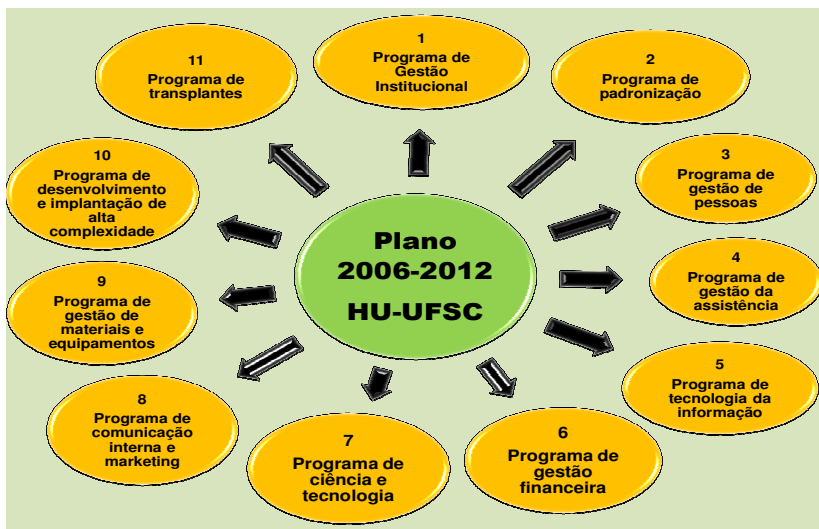 Plano
2006-2012
HU-UFSC
1
Programa de
Gestão
Institucional
2
Programa de
padronização
3
Programa de
gestão de
pessoas
4
Programa de
gestão da
assistência
5
Programa de
tecnologia da
informação
6
Programa de
gestão
financeira
7
Programa de
ciência e
tecnologia
8
Programa de
comunicação
interna e
marketing
9
Programa de
gestão de
materiais e
equipamentos
10
Programa de
desenvolvimento
e implantação de
alta
complexidade
11
Programa de
transplantes